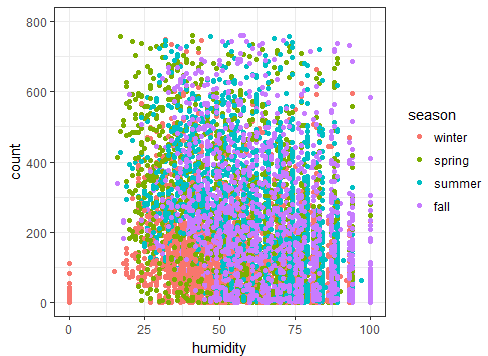 800
600
400
200
0
count
0
25
50
75
100
humidity
season
winter
spring
summer
fall